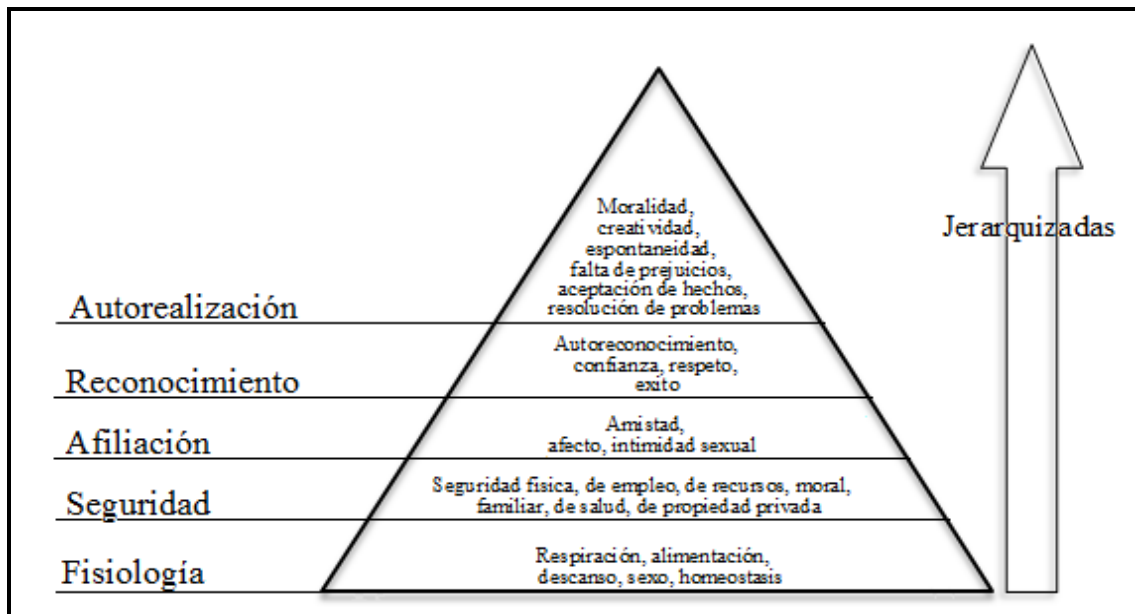 Moralidad,
creatividad,
espontaneidad,
falta de prejuicios,
aceptación de hechos,
resolución de problemas
Jerarquizadas
Autorealización
Autoreconocimiento,
confianza, respeto,
exito
Reconocimiento
Amistad,
afecto, intimidad sexual
Afiliación
Seguridad fisica, de empleo, de recursos, moral,
familiar, de salud, de propiedad privada
Seguridad
Respiración, alimentación,
descanso, sexo, homeostasis
Fisiología